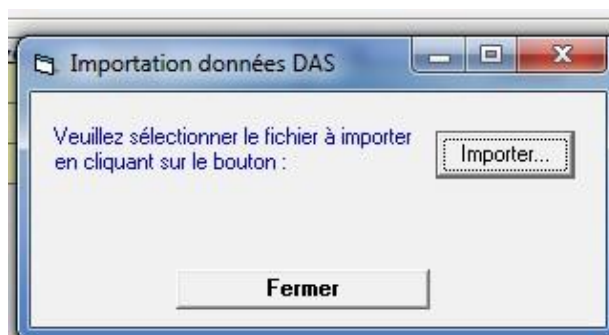 Importation données DAS
Veuillez sélectionner le fichier à importer
en cliquant sur le bouton :
Importer...
Fermer